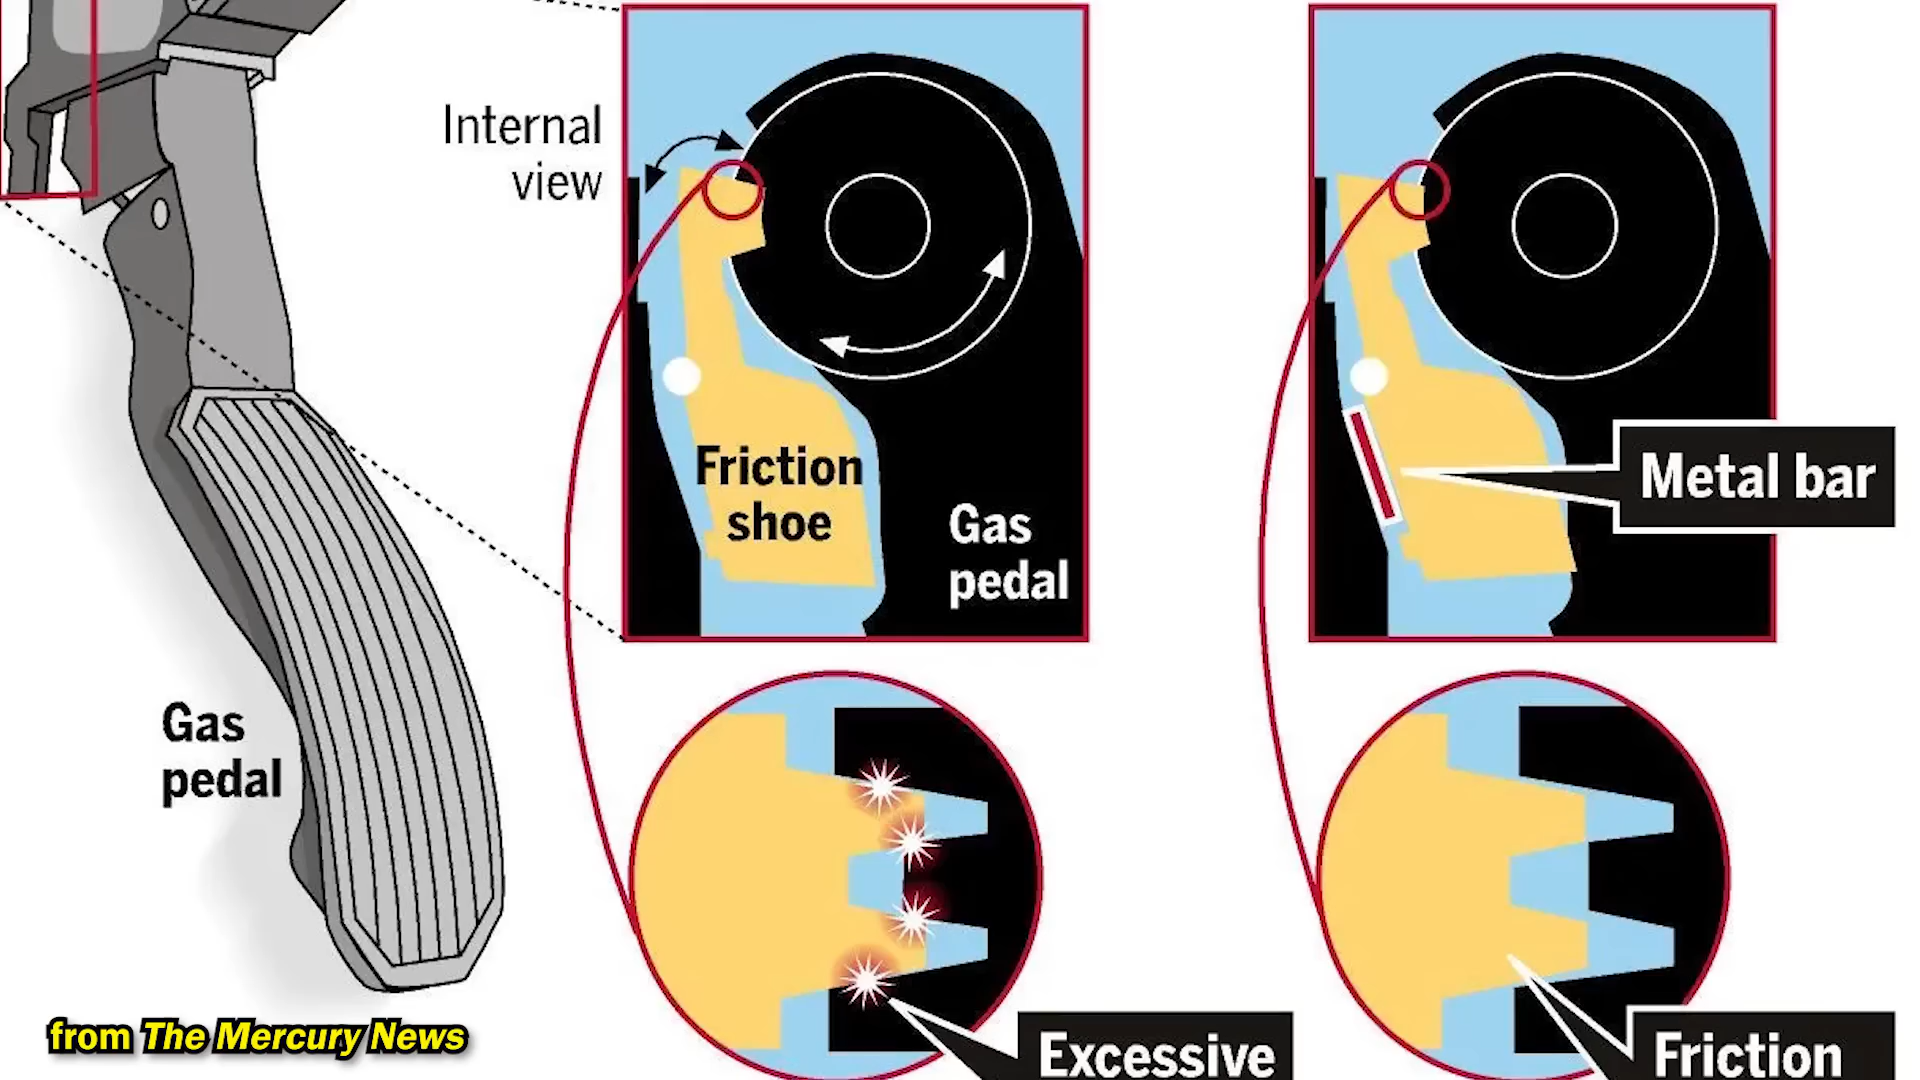 Internal
view
Friction
shoe
Gas
pedal
Metal bar
Gas
pedal
Excessive
Friction
from The Mercury News